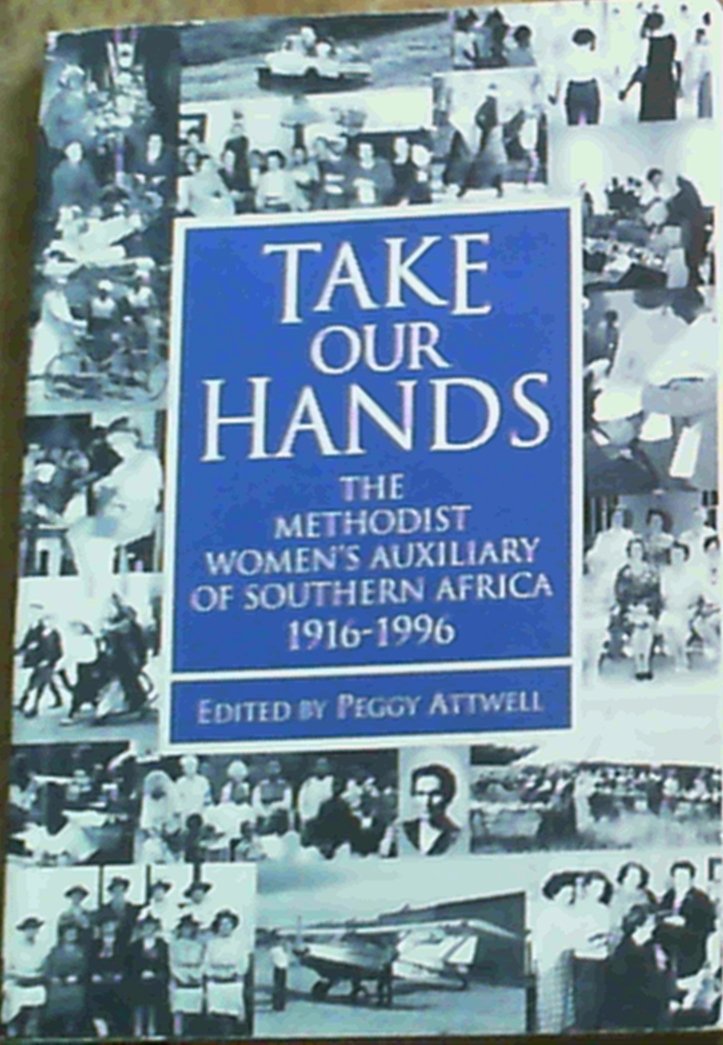 TAKE
OUR
HANDS
THE
METHODIST
WOMEN'S AUXILIARY
OF SOUTHERN AFRICA
1916-1996
EDITED BY PEGGY ATTWELL